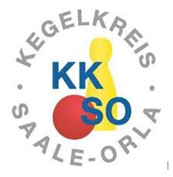 · KEGELKREIS ·
KK
SO
SAALE-ORLA